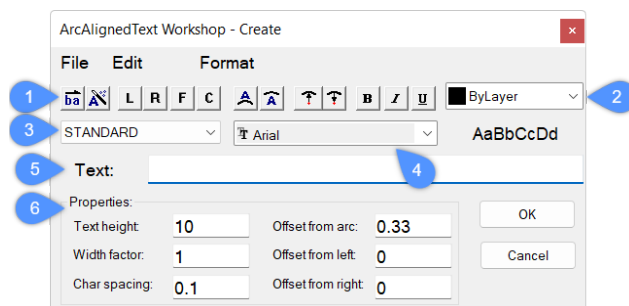 ArcAlignedText Workshop - Create ×
File Edit Format
1 ba A L R F C A A T T B I U ByLayer 2
3 STANDARD T Arial AaBbCcDd
4
5 Text:
6 Properties:
Text height: 10 Offset from arc: 0.33 OK
Width factor: 1 Offset from left: 0 Cancel
Char spacing: 0.1 Offset from right: 0